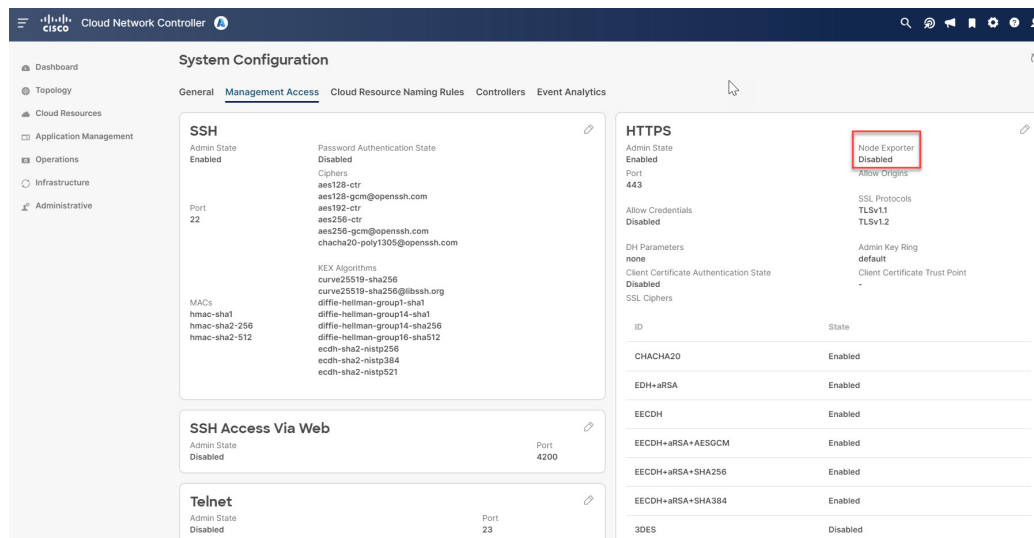 CISCO
Cloud Network Controller
Dashboard
Topology
Cloud Resources
Application Management
Operations
Infrastructure
Administrative
System Configuration
General Management Access Cloud Resource Naming Rules Controllers Event Analytics
SSH
Admin State Password Authentication State
Enabled Disabled
Ciphers
aes128-ctr
aes128-gcm@openssh.com
Port aes192-ctr
22 aes256-ctr
aes256-gcm@openssh.com
chacha20-poly1305@openssh.com
KEX Algorithms
curve25519-sha256
curve25519-sha256@libssh.org
MACs diffie-hellman-group1-sha1
hmac-sha1 diffie-hellman-group14-sha1
hmac-sha2-256 diffie-hellman-group14-sha256
hmac-sha2-512 diffie-hellman-group16-sha512
ecdh-sha2-nistp256
ecdh-sha2-nistp384
ecdh-sha2-nistp521
SSH Access Via Web
Admin State Port
Disabled 4200
Telnet
Admin State Port
Disabled 23
HTTPS
Admin State Node Exporter
Enabled Disabled
Port Allow Origins
443
SSL Protocols
Allow Credentials TLSv1.1
Disabled TLSv1.2
DH Parameters Admin Key Ring
none default
Client Certificate Authentication State Client Certificate Trust Point
Disabled -
SSL Ciphers
ID State
CHACHA20 Enabled
EDH+aRSA Enabled
EECDH Enabled
EECDH+aRSA+AESGCM Enabled
EECDH+aRSA+SHA256 Enabled
EECDH+aRSA+SHA384 Enabled
3DES Disabled